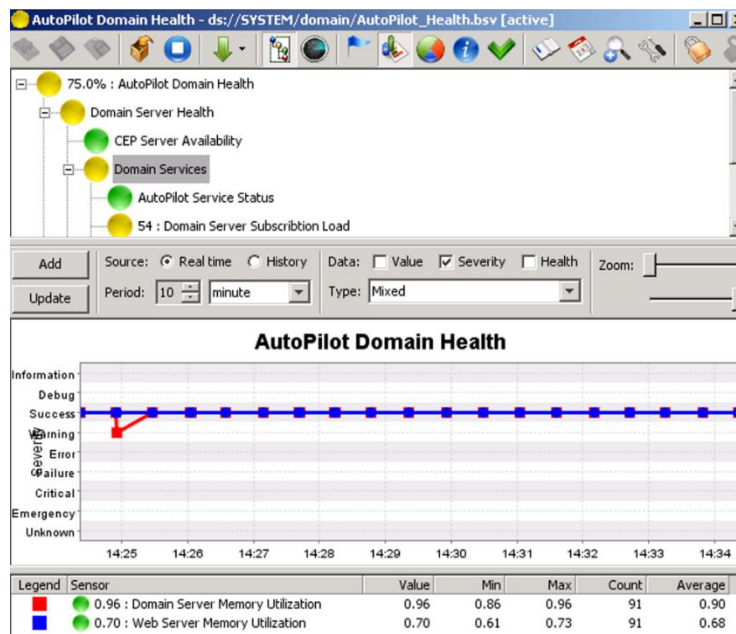 AutoPilot Domain Health - ds://SYSTEM/domain/AutoPilot_Health.bsv [active]
75.0% : AutoPilot Domain Health
Domain Server Health
CEP Server Availability
Domain Services
AutoPilot Service Status
54 : Domain Server Subscribtion Load
Add Source: Real time History Data: Value Severity Health Zoom:
Update Period: 10 minute Type: Mixed
AutoPilot Domain Health
Information
Debug
Success
Warning
Error
Failure
Critical
Emergency
Unknown
severity
14:25 14:26 14:27 14:28 14:29 14:30 14:31 14:32 14:33 14:34
Legend Sensor Value Min Max Count Average
0.96 : Domain Server Memory Utilization 0.96 0.86 0.96 91 0.90
0.70 : Web Server Memory Utilization 0.70 0.61 0.73 91 0.68